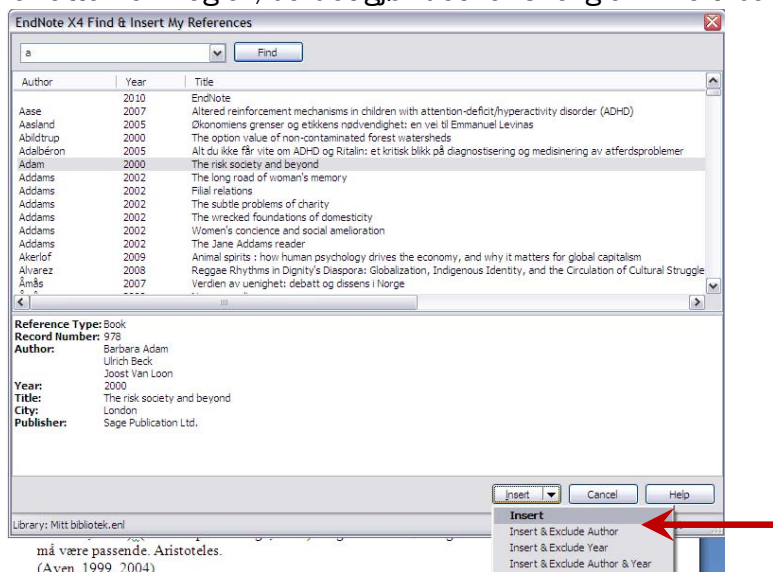 EndNote X4 Find & Insert My References
a Find
Author Year Title
2010 EndNote
Aase 2007 Altered reinforcement mechanisms in children with attention-deficit/hyperactivity disorder (ADHD)
Aasland 2005 Økonomiens grenser og etikkens nødvendighet: en vei til Emmanuel Levinas
Abildtrup 2000 The option value of non-contaminated forest watersheds
Adalbéron 2005 Alt du ikke får vite om ADHD og Ritalin: et kritisk blikk på diagnostisering og medisinering av atferdsproblemer
Adam 2000 The risk society and beyond
Addams 2002 The long road of woman's memory
Addams 2002 Filial relations
Addams 2002 The subtle problems of charity
Addams 2002 The wrecked foundations of domesticity
Addams 2002 Women's concience and social amelioration
Addams 2002 The Jane Addams reader
Akerlof 2009 Animal spirits : how human psychology drives the economy, and why it matters for global capitalism
Alvarez 2008 Reggae Rhythms in Dignity's Diaspora: Globalization, Indigenous Identity, and the Circulation of Cultural Struggle
Åmås 2007 Verdien av uenighet: debatt og dissens i Norge
Reference Type: Book
Record Number: 978
Author: Barbara Adam
Ulrich Beck
Joost Van Loon
Year: 2000
Title: The risk society and beyond
City: London
Publisher: Sage Publication Ltd.
Insert Cancel Help
Library: Mitt bibliotek.enl
Insert
Insert & Exclude Author
Insert & Exclude Year
Insert & Exclude Author & Year
må være passende. Aristoteles.
(Aven, 1999, 2004)